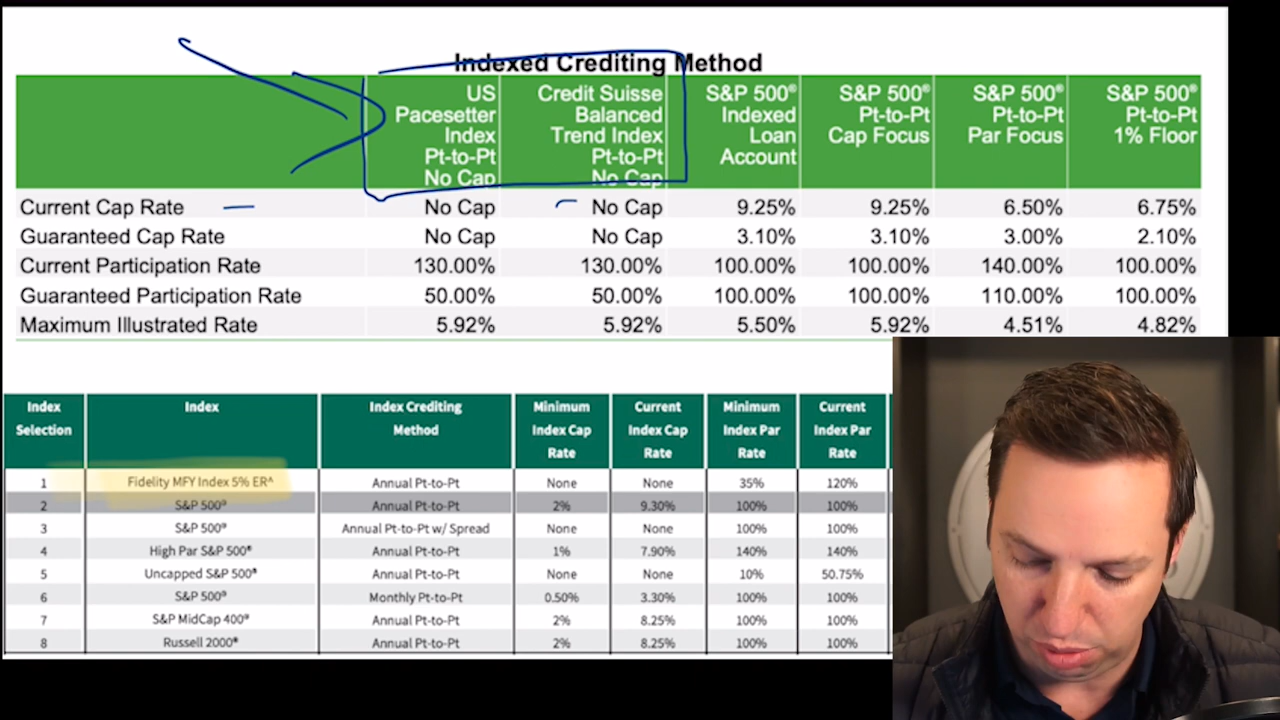 Indexed Crediting Method
US Pacesetter Index Pt-to-Pt No Cap
Credit Suisse Balanced Trend Index Pt-to-Pt No Cap
S&P 500® Indexed Loan Account
S&P 500® Pt-to-Pt Cap Focus
S&P 500® Pt-to-Pt Par Focus
S&P 500® Pt-to-Pt 1% Floor
Current Cap Rate No Cap No Cap 9.25% 9.25% 6.50% 6.75%
Guaranteed Cap Rate No Cap No Cap 3.10% 3.10% 3.00% 2.10%
Current Participation Rate 130.00% 130.00% 100.00% 100.00% 140.00% 100.00%
Guaranteed Participation Rate 50.00% 50.00% 100.00% 100.00% 110.00% 100.00%
Maximum Illustrated Rate 5.92% 5.92% 5.50% 5.92% 4.51% 4.82%
Index Selection
Index
Index Crediting Method
Minimum Index Cap Rate
Current Index Cap Rate
Minimum Index Par Rate
Current Index Par Rate
1 Fidelity MFY Index 5% ER^ Annual Pt-to-Pt None None 35% 120%
2 S&P 500® Annual Pt-to-Pt 2% 9.30% 100% 100%
3 S&P 500® Annual Pt-to-Pt w/ Spread None None 100% 100%
4 High Par S&P 500® Annual Pt-to-Pt 1% 7.90% 140% 140%
5 Uncapped S&P 500® Annual Pt-to-Pt None None 10% 50.75%
6 S&P 500® Monthly Pt-to-Pt 0.50% 3.30% 100% 100%
7 S&P MidCap 400® Annual Pt-to-Pt 2% 8.25% 100% 100%
8 Russell 2000® Annual Pt-to-Pt 2% 8.25% 100% 100%